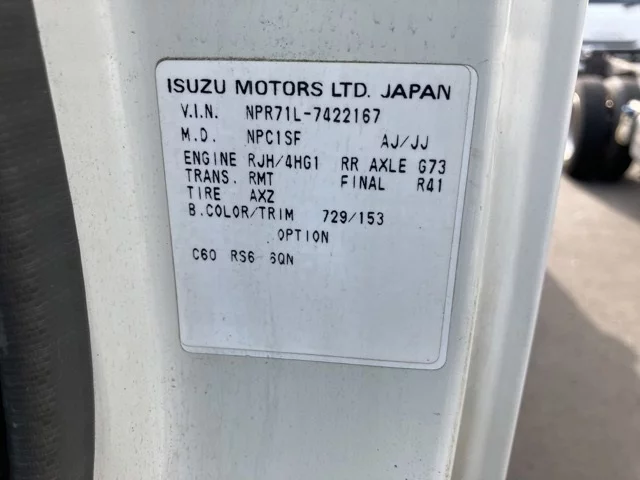 ISUZU MOTORS LTD. JAPAN
V.I.N. NPR71L-7422167
M.D. NPC1SF AJ/JJ
ENGINE RJH/4HG1 RR AXLE G73
TRANS. RMT FINAL R41
TIRE AXZ
B.COLOR/TRIM 729/153
OPTION
C60 RS6 6QN